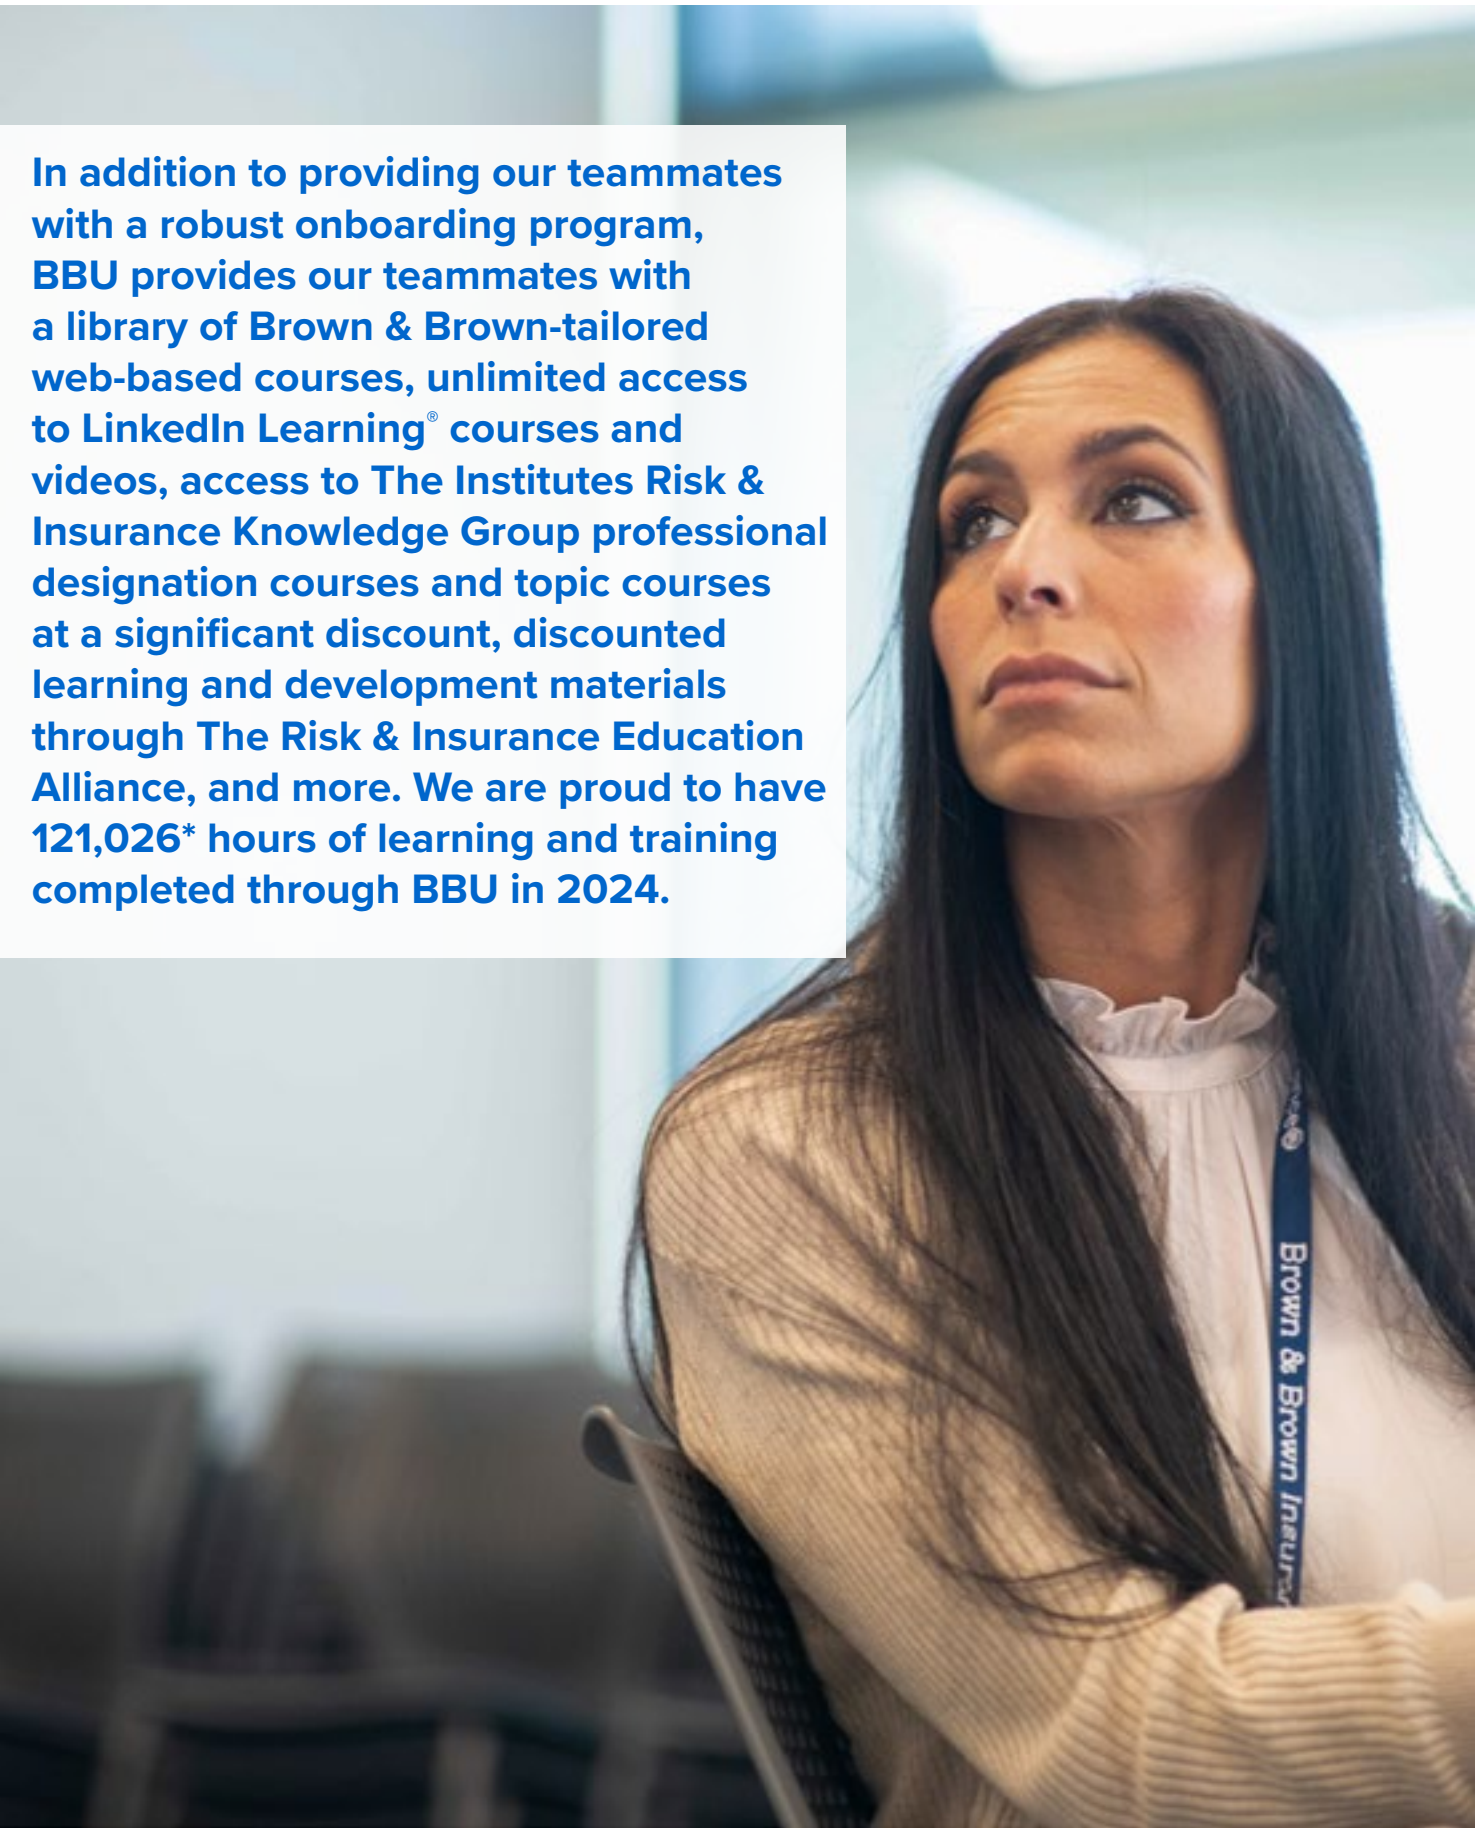 In addition to providing our teammates
with a robust onboarding program,
BBU provides our teammates with
a library of Brown & Brown-tailored
web-based courses, unlimited access
to LinkedIn Learning® courses and
videos, access to The Institutes Risk &
Insurance Knowledge Group professional
designation courses and topic courses
at a significant discount, discounted
learning and development materials
through The Risk & Insurance Education
Alliance, and more. We are proud to have
121,026* hours of learning and training
completed through BBU in 2024.
Brown & Brown